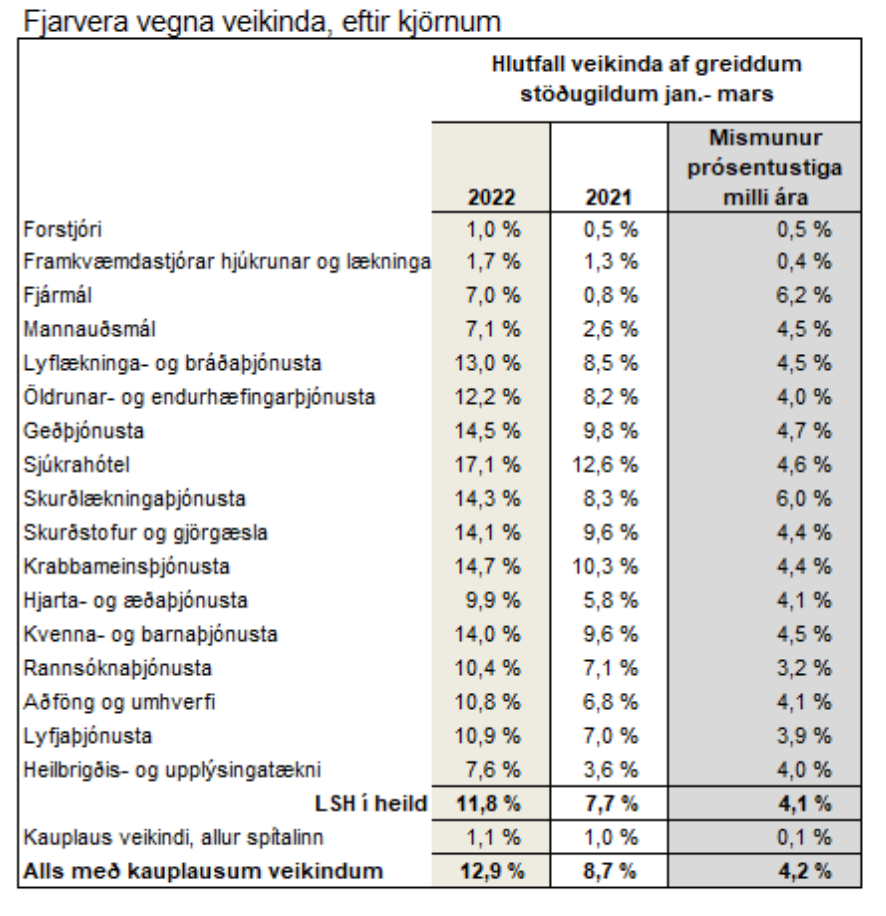 Fjarvera vegna veikinda, eftir kjörnum
Hlutfall veikinda af greiddum
stöðugildum jan.- mars
Mismunur
prósentustiga
2022 2021 milli ára
Forstjóri 1,0 % 0,5 % 0,5 %
Framkvæmdastjórar hjúkrunar og lækninga 1,7 % 1,3 % 0,4 %
Fjármál 7,0 % 0,8 % 6,2 %
Mannauðsmál 7,1 % 2,6 % 4,5 %
Lyflækninga- og bráðaþjónusta 13,0 % 8,5 % 4,5 %
Öldrunar- og endurhæfingarþjónusta 12,2 % 8,2 % 4,0 %
Geðþjónusta 14,5 % 9,8 % 4,7 %
Sjúkrahótel 17,1 % 12,6 % 4,6 %
Skurðlækningaþjónusta 14,3 % 8,3 % 6,0 %
Skurðstofur og gjörgæsla 14,1 % 9,6 % 4,4 %
Krabbameinsþjónusta 14,7 % 10,3 % 4,4 %
Hjarta- og æðaþjónusta 9,9 % 5,8 % 4,1 %
Kvenna- og barnaþjónusta 14,0 % 9,6 % 4,5 %
Rannsóknaþjónusta 10,4 % 7,1 % 3,2 %
Aðföng og umhverfi 10,8 % 6,8 % 4,1 %
Lyfjaþjónusta 10,9 % 7,0 % 3,9 %
Heilbrigðis- og upplýsingatækni 7,6 % 3,6 % 4,0 %
LSH í heild 11,8 % 7,7 % 4,1 %
Kauplaus veikindi, allur spítalinn 1,1 % 1,0 % 0,1 %
Alls með kauplausum veikindum 12,9 % 8,7 % 4,2 %